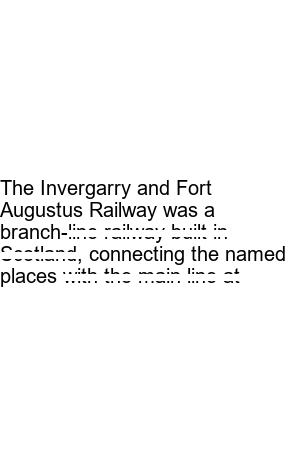 The Invergarry and Fort
Augustus Railway was a
branch-line railway built in
Scotland, connecting the named
places with the main line at